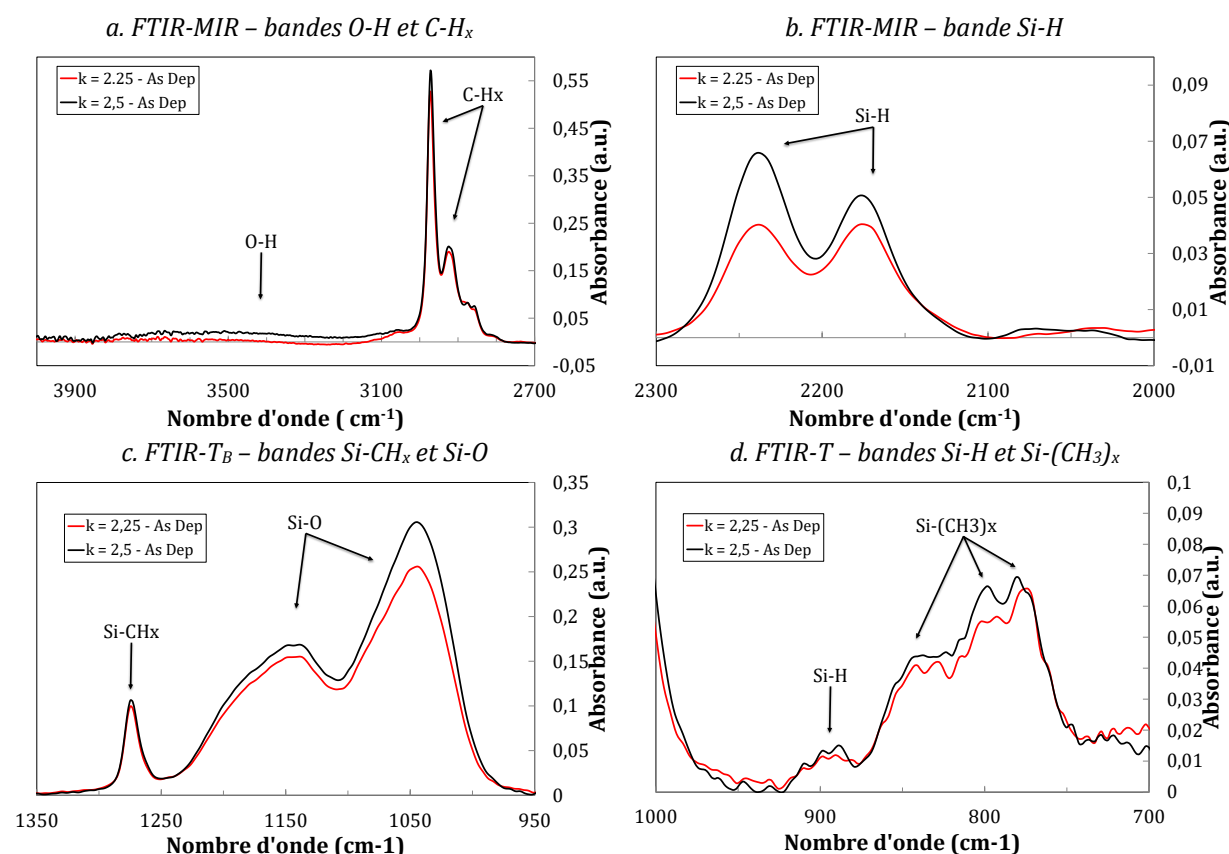 a. FTIR-MIR – bandes O-H et C-Hx
k = 2.25 - As Dep
k = 2,5 - As Dep
C-Hx
O-H
0,55
0,45
0,35
0,25
0,15
0,05
-0,05
Absorbance (a.u.)
3900
3500
3100
2700
Nombre d'onde ( cm-1)
b. FTIR-MIR – bande Si-H
k = 2.25 - As Dep
k = 2,5 - As Dep
Si-H
0,09
0,07
0,05
0,03
0,01
-0,01
Absorbance (a.u.)
2300
2200
2100
2000
Nombre d'onde (cm-1)
c. FTIR-TB – bandes Si-CHx et Si-O
k = 2,25 - As Dep
k = 2,5 - As Dep
Si-O
Si-CHx
0,35
0,3
0,25
0,2
0,15
0,1
0,05
0
Absorbance (a.u.)
1350
1250
1150
1050
950
Nombre d'onde (cm-1)
d. FTIR-T – bandes Si-H et Si-(CH3)x
k = 2,25 - As Dep
k = 2,5 - As Dep
Si-(CH3)x
Si-H
0,1
0,09
0,08
0,07
0,06
0,05
0,04
0,03
0,02
0,01
0
Absorbance (a.u.)
1000
900
800
700
Nombre d'onde (cm-1)